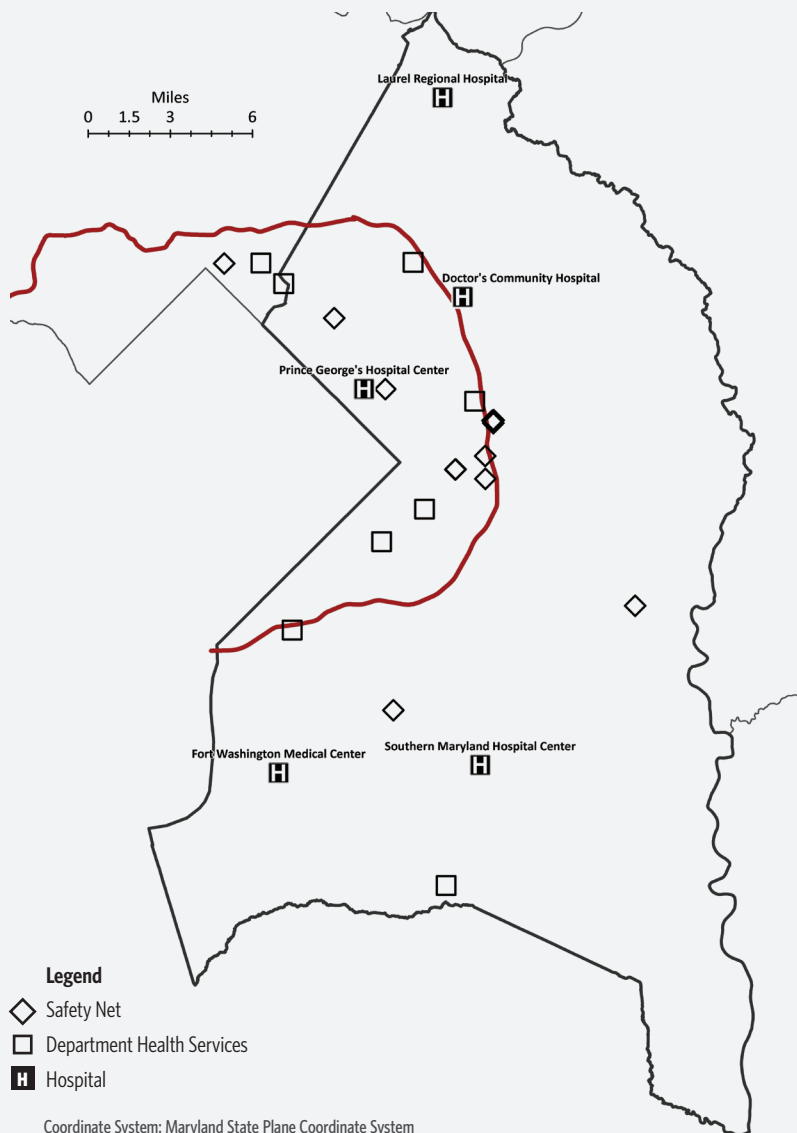 Laurel Regional Hospital
H
Miles
0 1.5 3 6
Doctor's Community Hospital
H
Prince George's Hospital Center
H
Fort Washington Medical Center
H
Southern Maryland Hospital Center
H
Legend
Safety Net
Department Health Services
H Hospital
Coordinate System: Maryland State Plane Coordinate System